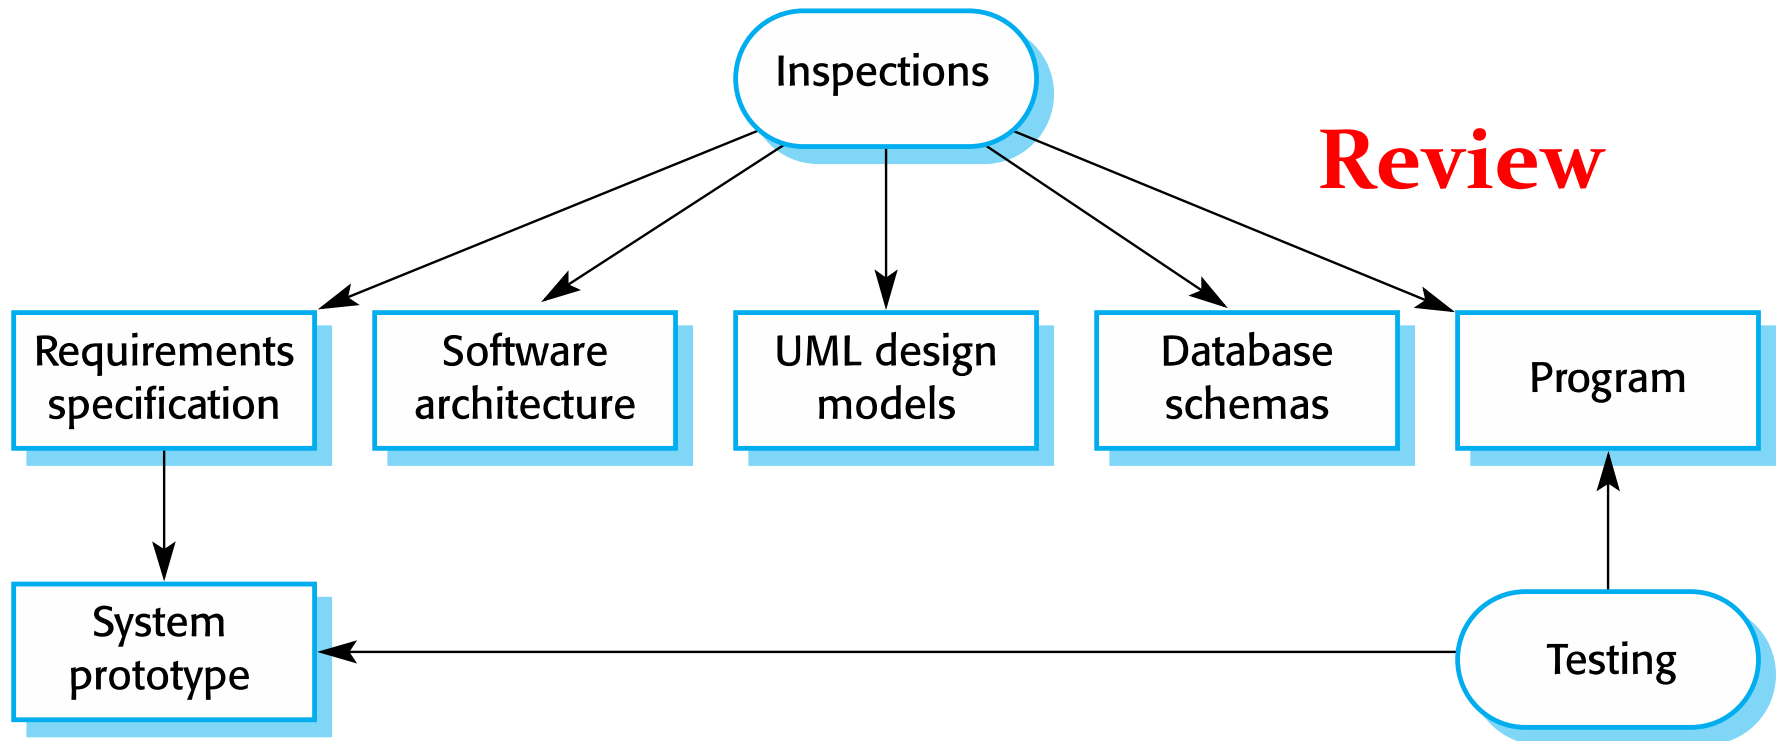 Inspections
Review
Requirements
specification
Software
architecture
UML design
models
Database
schemas
Program
System
prototype
Testing